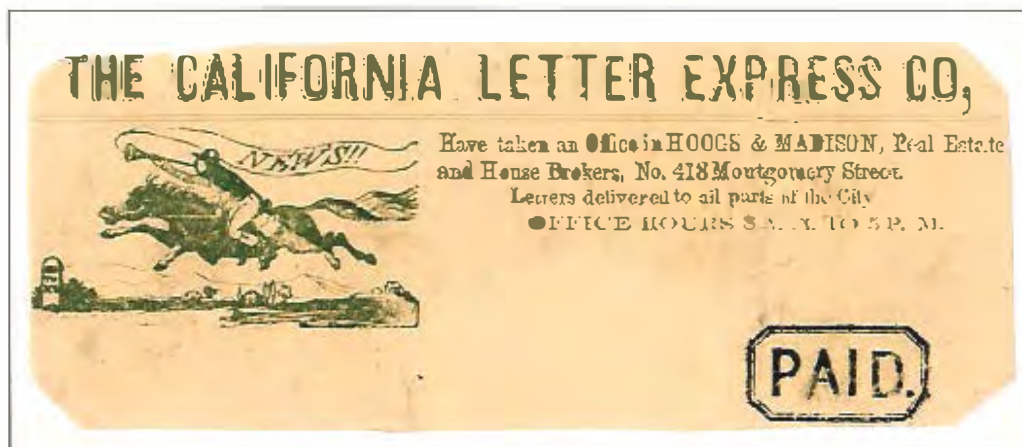 THE CALIFORNIA LETTER EXPRESS CO,
NEWS!!!
Have taken an Office in HOOGS & MADISON, Real Estate
and House Brokers, No. 418 Montgomery Street.
Letters delivered to all parts of the City
OFFICE HOURS TO 5 P. M.
PAID.